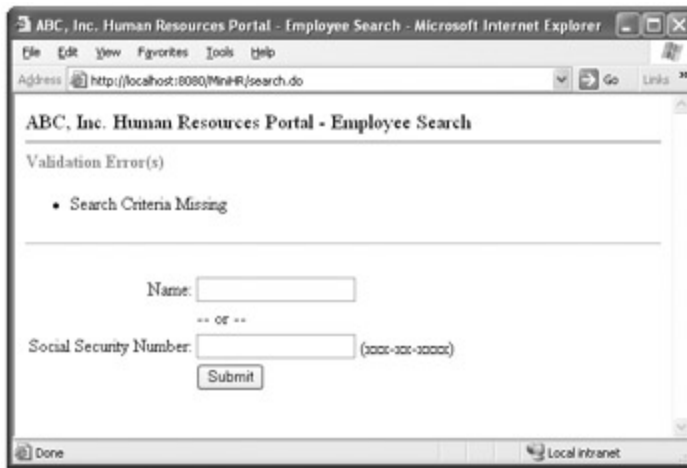 ABC, Inc. Human Resources Portal - Employee Search - Microsoft Internet Explorer
File Edit View Favorites Tools Help
Address http://localhost:8080/MiniHR/search.do Go Links »
ABC, Inc. Human Resources Portal - Employee Search
Validation Error(s)
• Search Criteria Missing
Name:
-- or --
Social Security Number: (xxx-xx-xxxx)
Submit
Done Local intranet